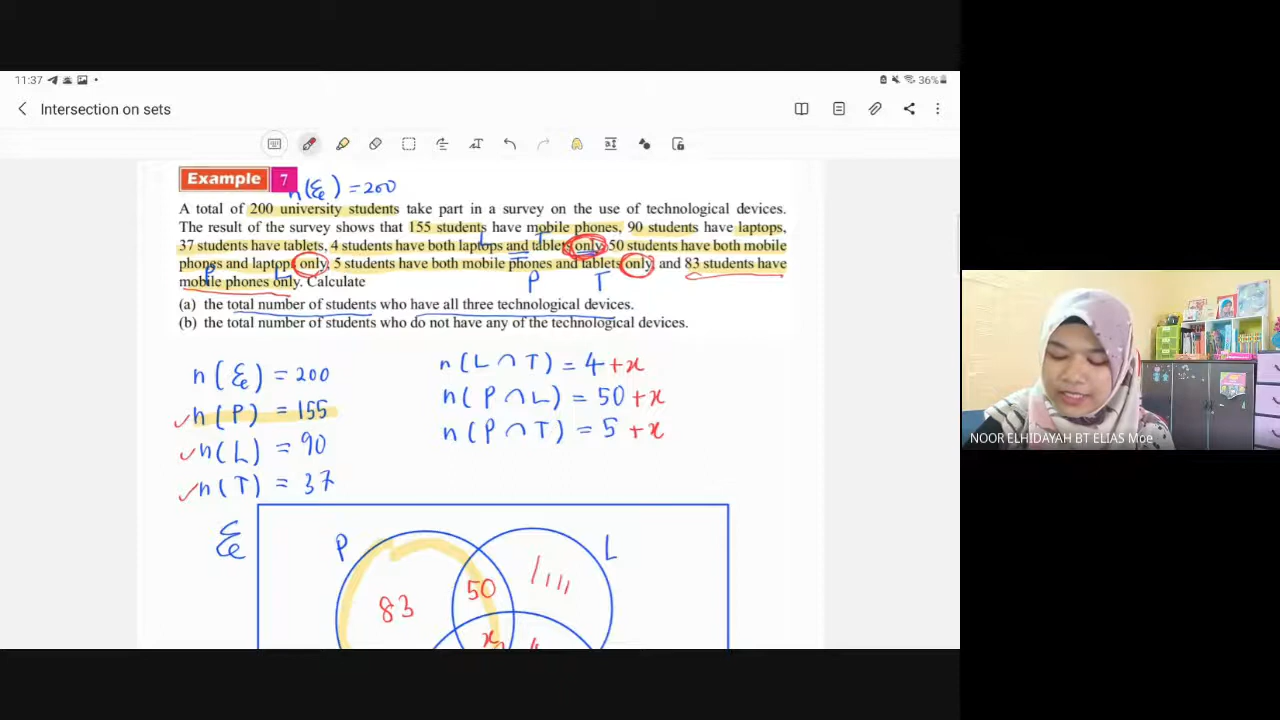 11:37
36%
Intersection on sets
Example 7
n(ξ) = 200
A total of 200 university students take part in a survey on the use of technological devices.
The result of the survey shows that 155 students have mobile phones, 90 students have laptops,
L T
37 students have tablets, 4 students have both laptops and tablets only, 50 students have both mobile
phones and laptops only, 5 students have both mobile phones and tablets only, and 83 students have
P L
mobile phones only. Calculate
P T
(a) the total number of students who have all three technological devices.
(b) the total number of students who do not have any of the technological devices.
n(ξ) = 200
n(P) = 155
n(L) = 90
n(T) = 37
n(L ∩ T) = 4 + x
n(P ∩ L) = 50 + x
n(P ∩ T) = 5 + x
ξ
P
L
83
50
x
NOOR ELHIDAYAH BT ELIAS Moe